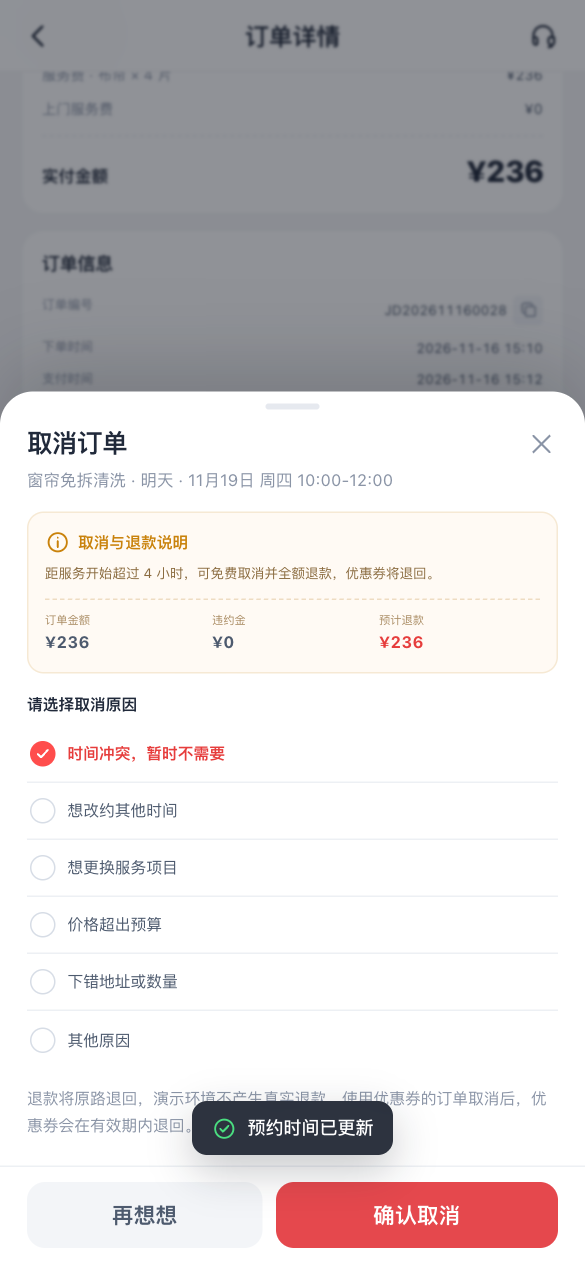 订单详情
服务费 · 布帘 × 4 片
¥236
上门服务费
¥0
实付金额
¥236
订单信息
订单编号
JD202611160028
下单时间
2026-11-16 15:10
支付时间
2026-11-16 15:12
取消订单
窗帘免拆清洗 · 明天 · 11月19日 周四 10:00-12:00
取消与退款说明
距服务开始超过 4 小时，可免费取消并全额退款，优惠券将退回。
订单金额
违约金
预计退款
¥236
¥0
¥236
请选择取消原因
时间冲突，暂时不需要
想改约其他时间
想更换服务项目
价格超出预算
下错地址或数量
其他原因
退款将原路退回，演示环境不产生真实退款。使用优惠券的订单取消后，优
惠券会在有效期内退回。
预约时间已更新
再想想
确认取消